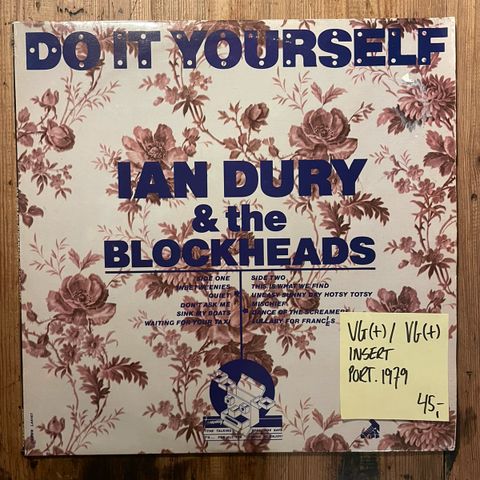 DO IT YOURSELF
IAN DURY
& the
BLOCKHEADS
SIDE ONE
INBETWEENIES
QUIET
DON'T ASK ME
SINK MY BOATS
WAITING FOR YOUR TAXI
SIDE TWO
THIS IS WHAT WE FIND
UNEASY SUNNY DAY HOTSY TOTSY
MISCHIEF
DANCE OF THE SCREAMERS
LULLABY FOR FRANCIES
VG(+) / VG(+)
INSERT
PORT. 1979
45,-